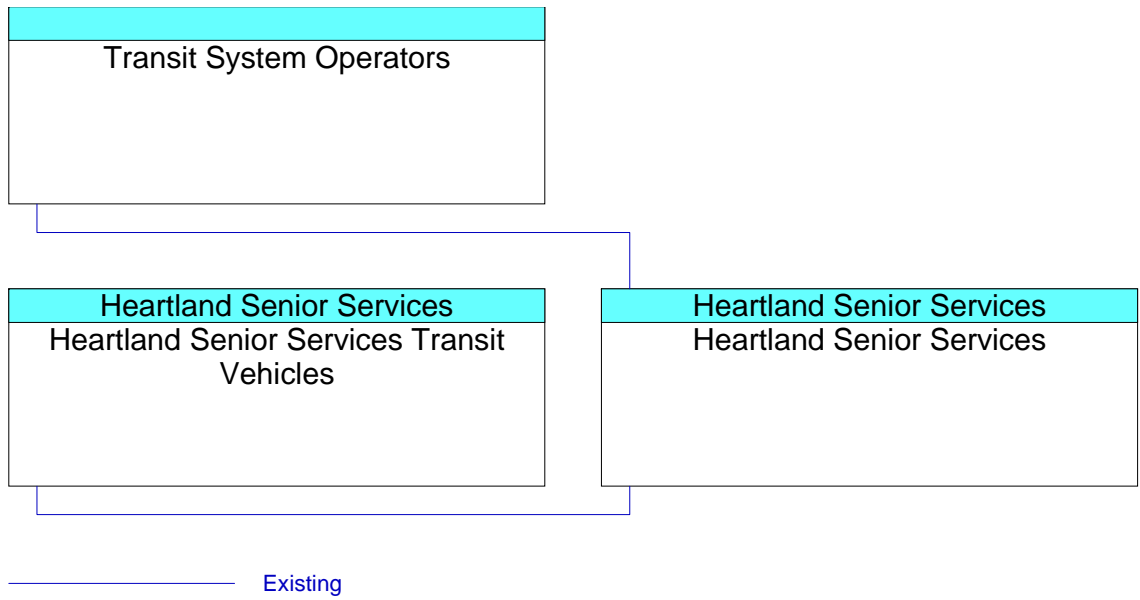 Transit System Operators
Heartland Senior Services
Heartland Senior Services Transit
Vehicles
Heartland Senior Services
Heartland Senior Services
Existing